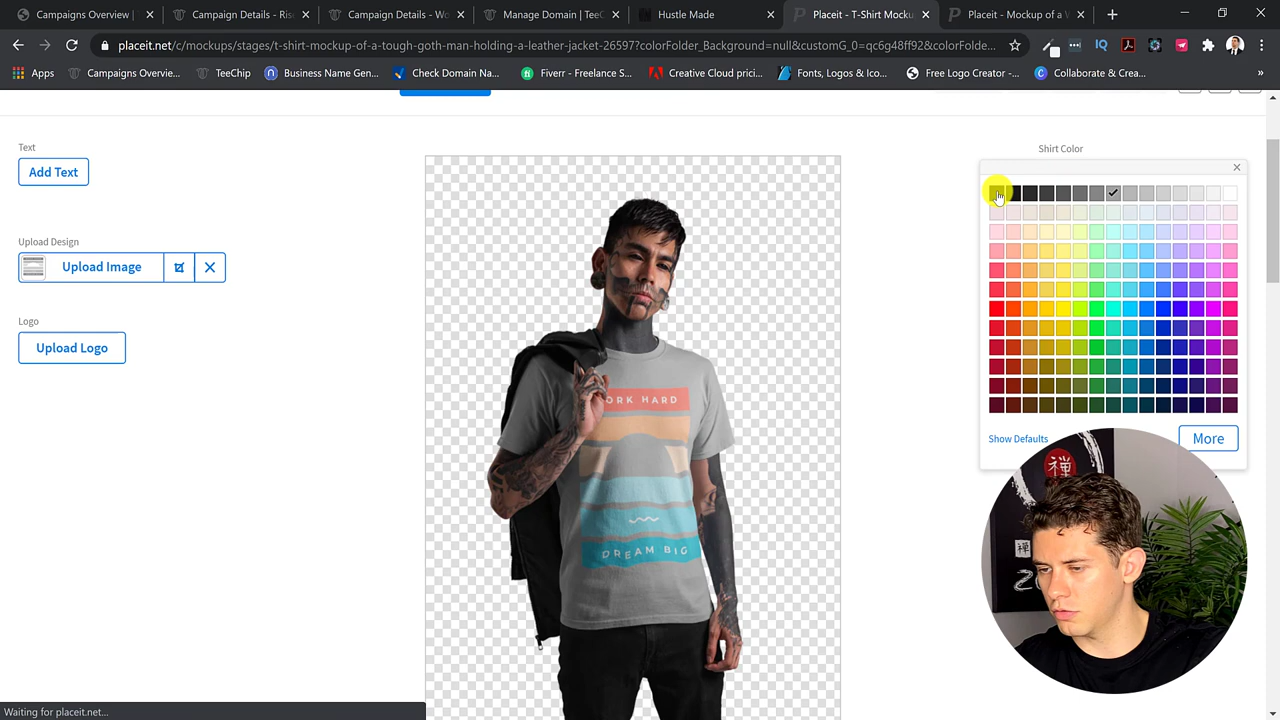 Campaigns Overview |
Campaign Details - Ris
Campaign Details - Wo
Manage Domain | TeeC
Hustle Made
Placeit - T-Shirt Mocku
Placeit - Mockup of a W
placeit.net/c/mockups/stages/t-shirt-mockup-of-a-tough-goth-man-holding-a-leather-jacket-26597?colorFolder_Background=null&customG_0=qc6g48ff92&colorFolde...
Apps
Campaigns Overvie...
TeeChip
Business Name Gen...
Check Domain Na...
Fiverr - Freelance S...
Creative Cloud prici...
Fonts, Logos & Ico...
Free Logo Creator -...
Collaborate & Crea...
»
Text
Add Text
Upload Design
Upload Image
Logo
Upload Logo
Shirt Color
ORK HARD
DREAM BIG
Show Defaults
More
禅
Waiting for placeit.net...